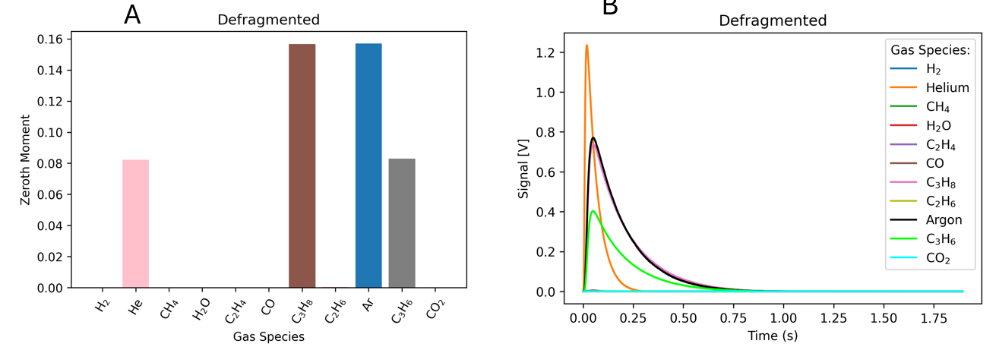 A
Defragmented
Zeroth Moment
0.16
0.14
0.12
0.10
0.08
0.06
0.04
0.02
0.00
H₂
He
CH₄
H₂O
C₂H₄
CO
C₃H₈
C₂H₆
Ar
C₃H₆
CO₂
Gas Species
B
Defragmented
Signal [V]
1.2
1.0
0.8
0.6
0.4
0.2
0.0
Gas Species:
H₂
Helium
CH₄
H₂O
C₂H₄
CO
C₃H₈
C₂H₆
Argon
C₃H₆
CO₂
0.00 0.25 0.50 0.75 1.00 1.25 1.50 1.75
Time (s)